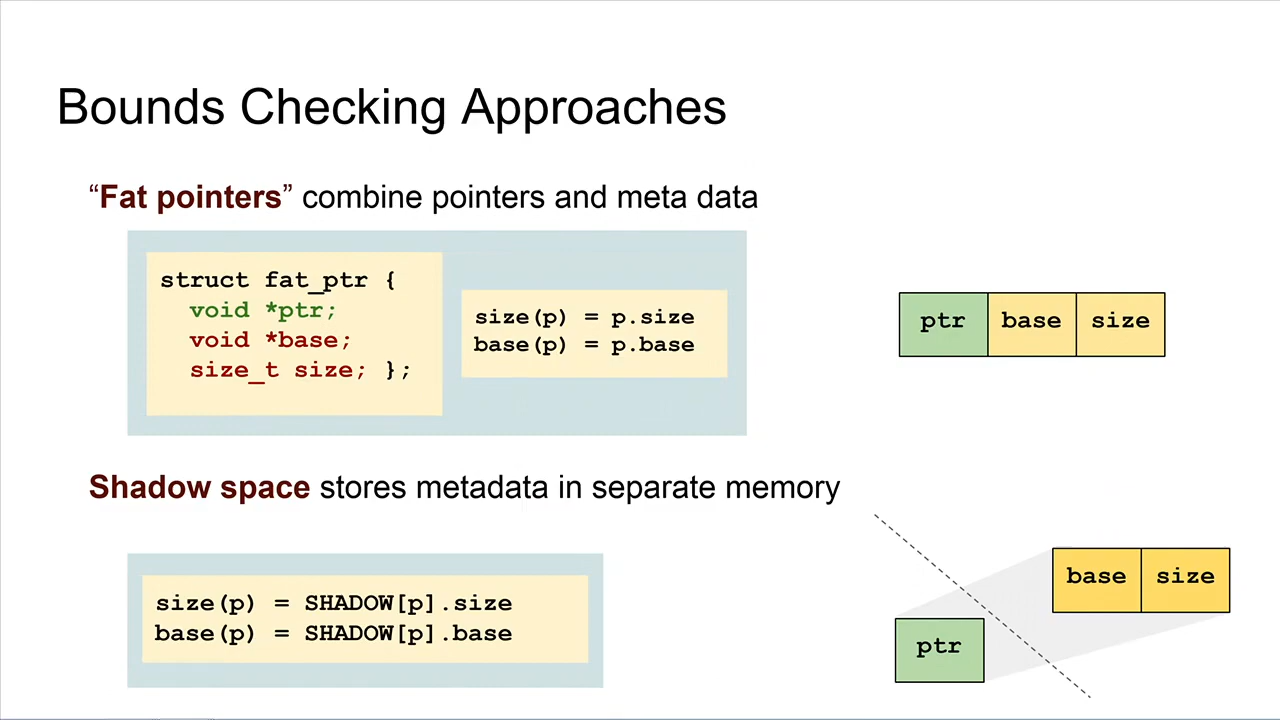 Bounds Checking Approaches
“Fat pointers” combine pointers and meta data
struct fat_ptr {
void *ptr;
void *base;
size_t size; };
size(p) = p.size
base(p) = p.base
ptr base size
Shadow space stores metadata in separate memory
size(p) = SHADOW[p].size
base(p) = SHADOW[p].base
base size
ptr